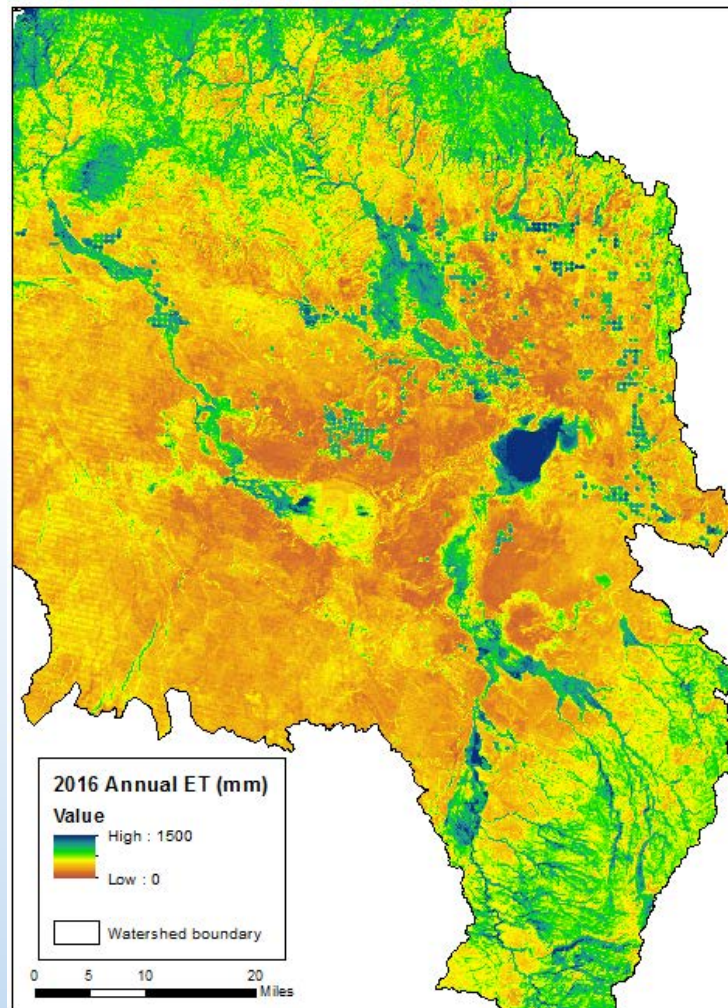 2016 Annual ET (mm)
Value
High : 1500
Low : 0
Watershed boundary
0 5 10 20
Miles